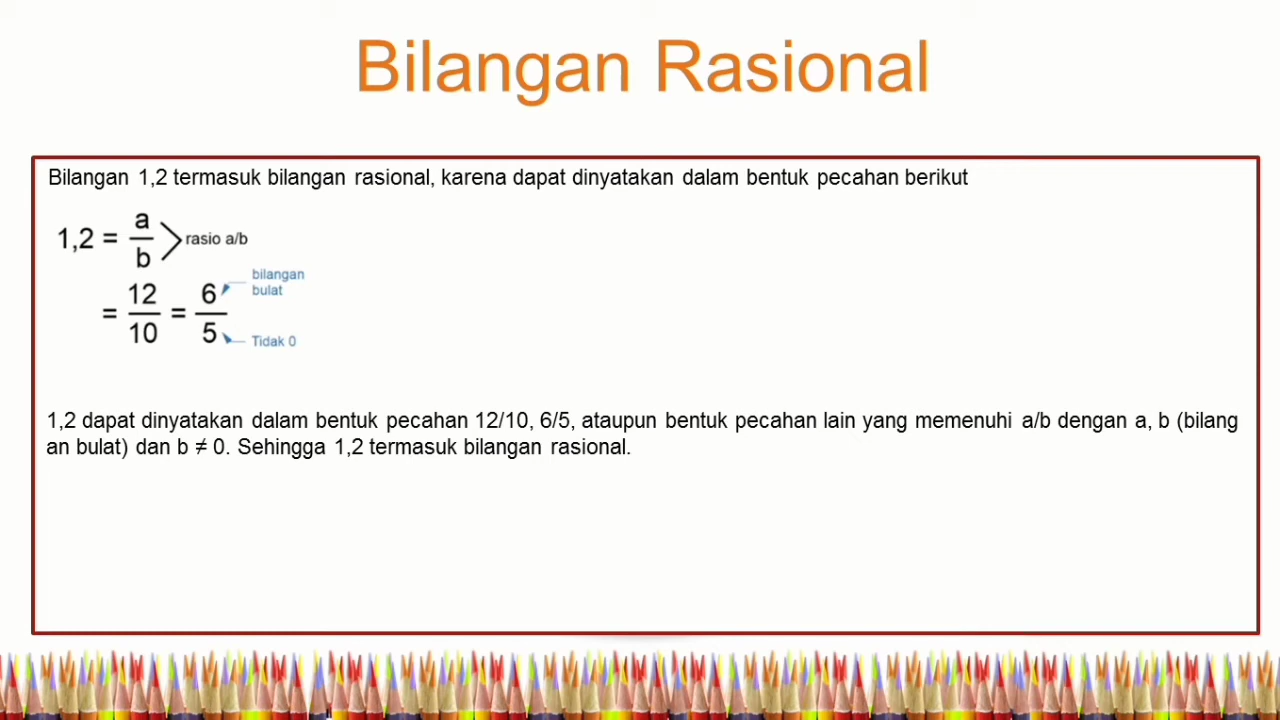 Bilangan Rasional
Bilangan 1,2 termasuk bilangan rasional, karena dapat dinyatakan dalam bentuk pecahan berikut
1,2 = a/b rasio a/b
= 12/10 = 6/5
bilangan
bulat
Tidak 0
1,2 dapat dinyatakan dalam bentuk pecahan 12/10, 6/5, ataupun bentuk pecahan lain yang memenuhi a/b dengan a, b (bilang
an bulat) dan b ≠ 0. Sehingga 1,2 termasuk bilangan rasional.